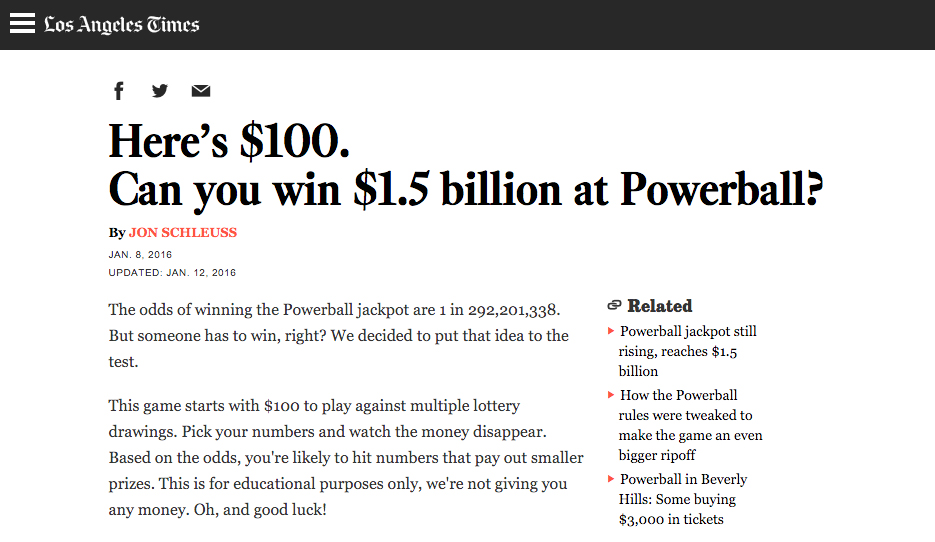 Los Angeles Times
Here's $100.
Can you win $1.5 billion at Powerball?
By JON SCHLEUSS
JAN. 8, 2016
UPDATED: JAN. 12, 2016
The odds of winning the Powerball jackpot are 1 in 292,201,338.
But someone has to win, right? We decided to put that idea to the
test.
This game starts with $100 to play against multiple lottery
drawings. Pick your numbers and watch the money disappear.
Based on the odds, you're likely to hit numbers that pay out smaller
prizes. This is for educational purposes only, we're not giving you
any money. Oh, and good luck!
Related
Powerball jackpot still
rising, reaches $1.5
billion
How the Powerball
rules were tweaked to
make the game an even
bigger ripoff
Powerball in Beverly
Hills: Some buying
$3,000 in tickets